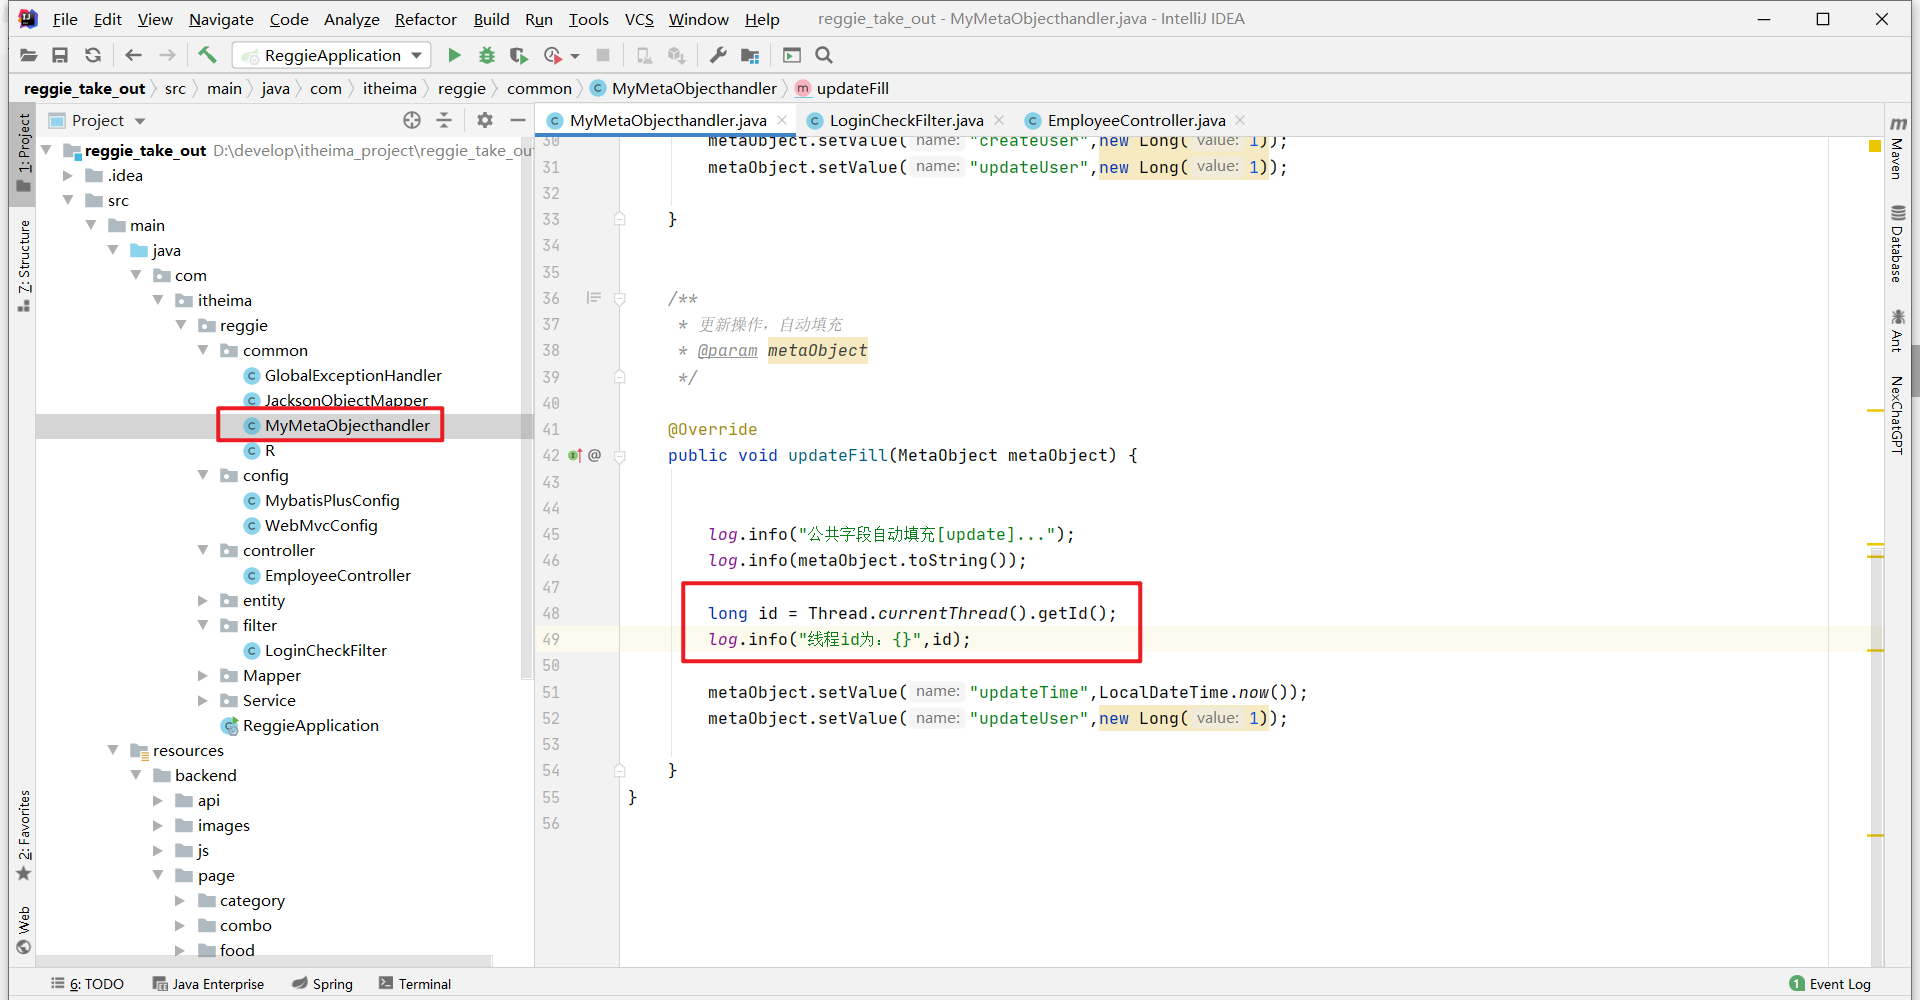 File Edit View Navigate Code Analyze Refactor Build Run Tools VCS Window Help reggie_take_out - MyMetaObjecthandler.java - IntelliJ IDEA
ReggieApplication
reggie_take_out src main java com itheima reggie common MyMetaObjecthandler updateFill
Project
MyMetaObjecthandler.java LoginCheckFilter.java EmployeeController.java
1: Project
7: Structure
2: Favorites
Web
reggie_take_out D:\develop\itheima_project\reggie_take_ou
.idea
src
main
java
com
itheima
reggie
common
GlobalExceptionHandler
JacksonObjectMapper
MyMetaObjecthandler
R
config
MybatisPlusConfig
WebMvcConfig
controller
EmployeeController
entity
filter
LoginCheckFilter
Mapper
Service
ReggieApplication
resources
backend
api
images
js
page
category
combo
food
30 metaObject.setValue( name: "createUser",new Long( value: 1));
31 metaObject.setValue( name: "updateUser",new Long( value: 1));
32
33 }
34
35
36 /**
37 * 更新操作，自动填充
38 * @param metaObject
39 */
40
41 @Override
42 @ public void updateFill(MetaObject metaObject) {
43
44
45 log.info("公共字段自动填充[update]...");
46 log.info(metaObject.toString());
47
48 long id = Thread.currentThread().getId();
49 log.info("线程id为：{}",id);
50
51 metaObject.setValue( name: "updateTime",LocalDateTime.now());
52 metaObject.setValue( name: "updateUser",new Long( value: 1));
53
54 }
55 }
56
m Maven
Database
Ant
NexChatGPT
6: TODO Java Enterprise Spring Terminal 1 Event Log